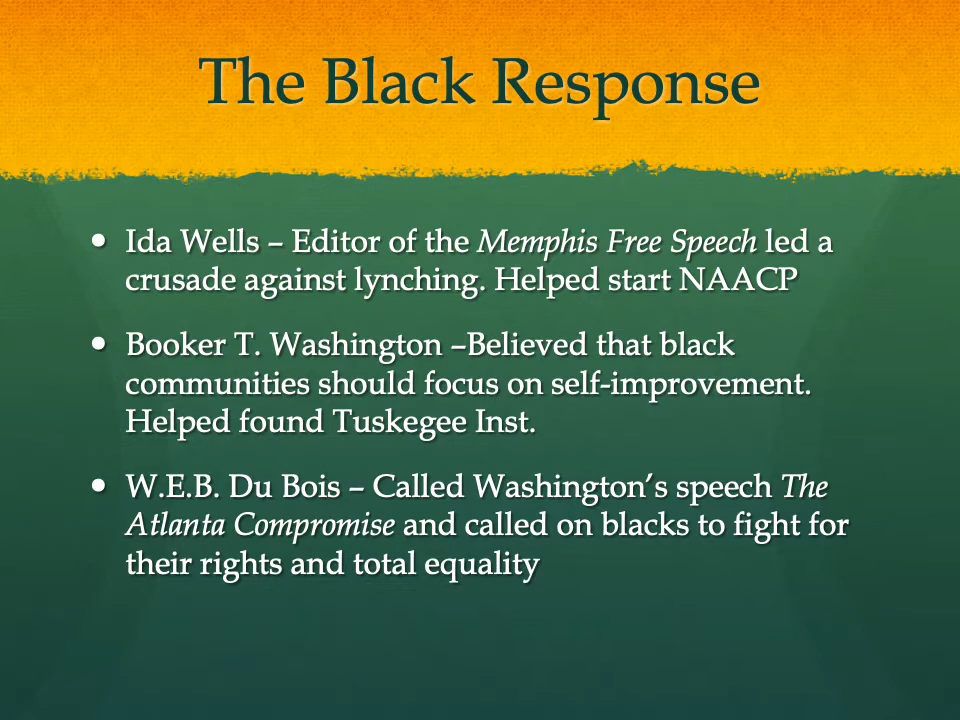 The Black Response
• Ida Wells – Editor of the Memphis Free Speech led a
crusade against lynching. Helped start NAACP
• Booker T. Washington –Believed that black
communities should focus on self-improvement.
Helped found Tuskegee Inst.
• W.E.B. Du Bois – Called Washington’s speech The
Atlanta Compromise and called on blacks to fight for
their rights and total equality